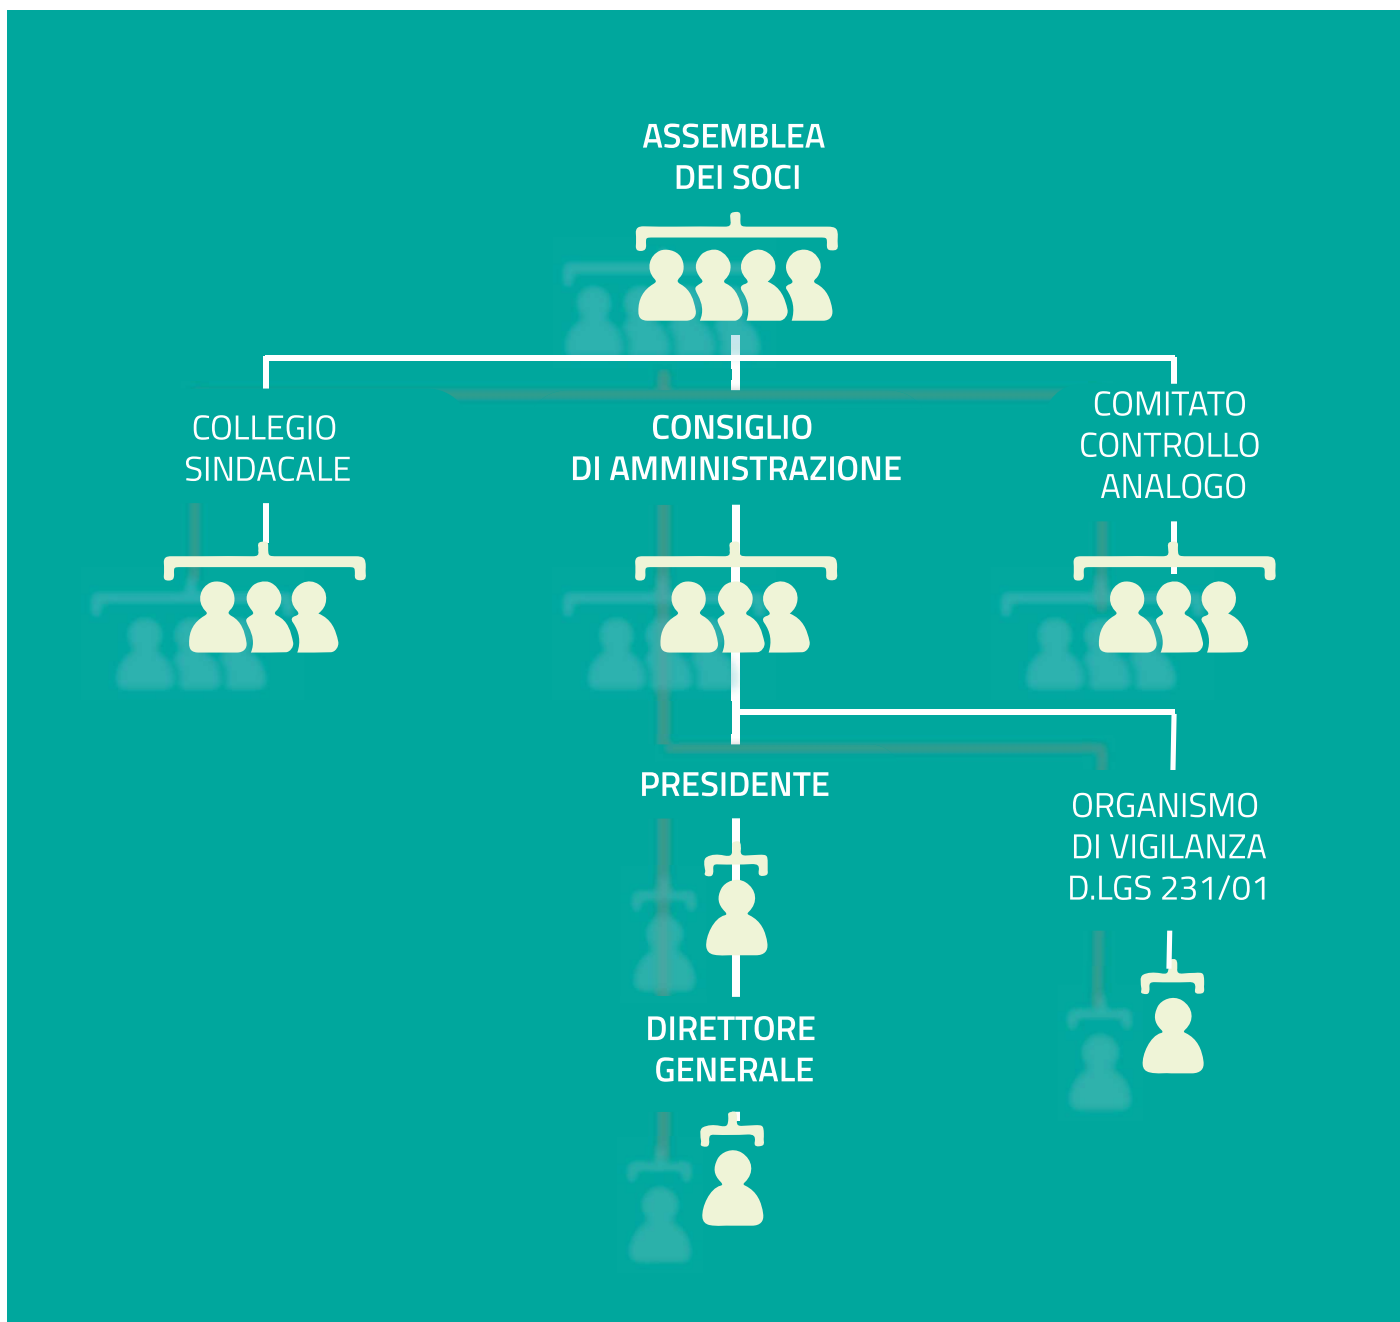 ASSEMBLEA
DEI SOCI
COLLEGIO
SINDACALE
CONSIGLIO
DI AMMINISTRAZIONE
COMITATO
CONTROLLO
ANALOGO
PRESIDENTE
ORGANISMO
DI VIGILANZA
D.LGS 231/01
DIRETTORE
GENERALE